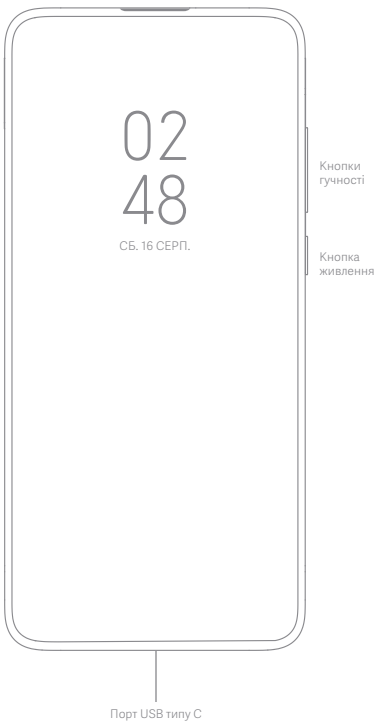 02
48
СБ. 16 СЕРП.
Кнопки
гучності
Кнопка
живлення
Порт USB типу C